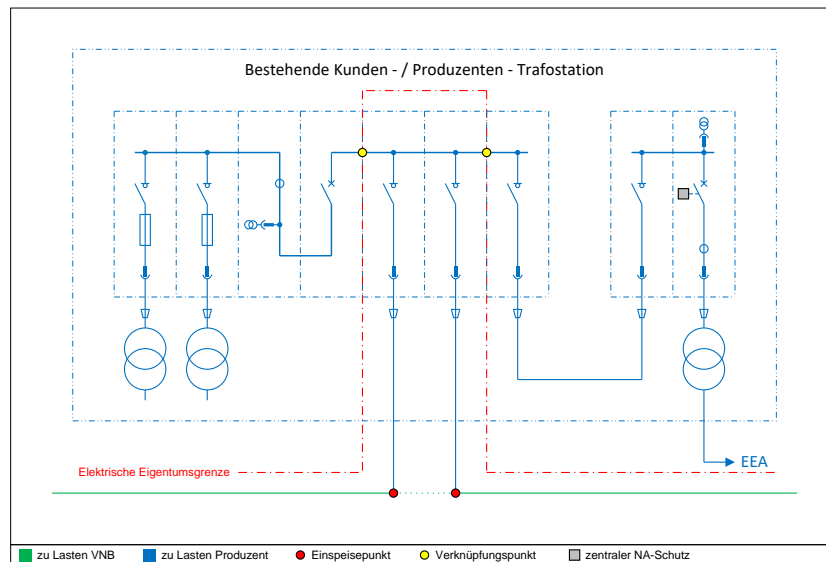 Bestehende Kunden - / Produzenten - Trafostation
Elektrische Eigentumsgrenze
EEA
zu Lasten VNB
zu Lasten Produzent
Einspeisepunkt
Verknüpfungspunkt
zentraler NA-Schutz